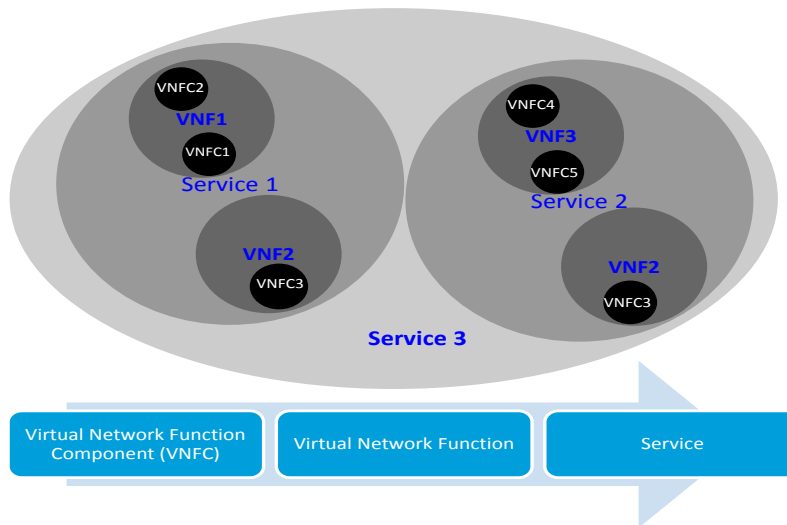 VNFC2
VNF1
VNFC1
Service 1
VNF2
VNFC3
VNFC4
VNF3
VNFC5
Service 2
VNF2
VNFC3
Service 3
Virtual Network Function
Component (VNFC)
Virtual Network Function
Service